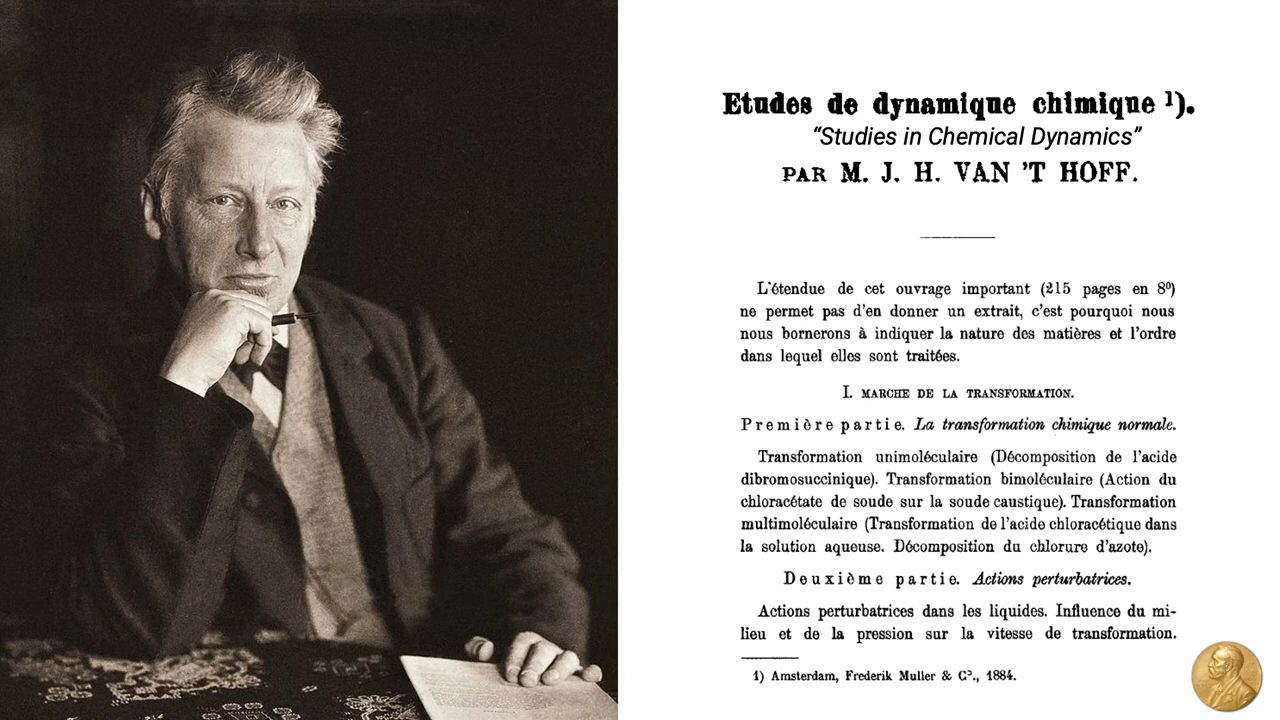 Etudes de dynamique chimique ¹).
“Studies in Chemical Dynamics”
PAR M. J. H. VAN 'T HOFF.
L'étendue de cet ouvrage important (215 pages en 8⁰)
ne permet pas d'en donner un extrait, c'est pourquoi nous
nous bornerons à indiquer la nature des matières et l'ordre
dans lequel elles sont traitées.
I. MARCHE DE LA TRANSFORMATION.
Première partie. La transformation chimique normale.
Transformation unimoléculaire (Décomposition de l'acide
dibromosuccinique). Transformation bimoléculaire (Action du
chloracétate de soude sur la soude caustique). Transformation
multimoléculaire (Transformation de l'acide chloracétique dans
la solution aqueuse. Décomposition du chlorure d'azote).
Deuxième partie. Actions perturbatrices.
Actions perturbatrices dans les liquides. Influence du mi-
lieu et de la pression sur la vitesse de transformation.
1) Amsterdam, Frederik Muller & Cº., 1884.